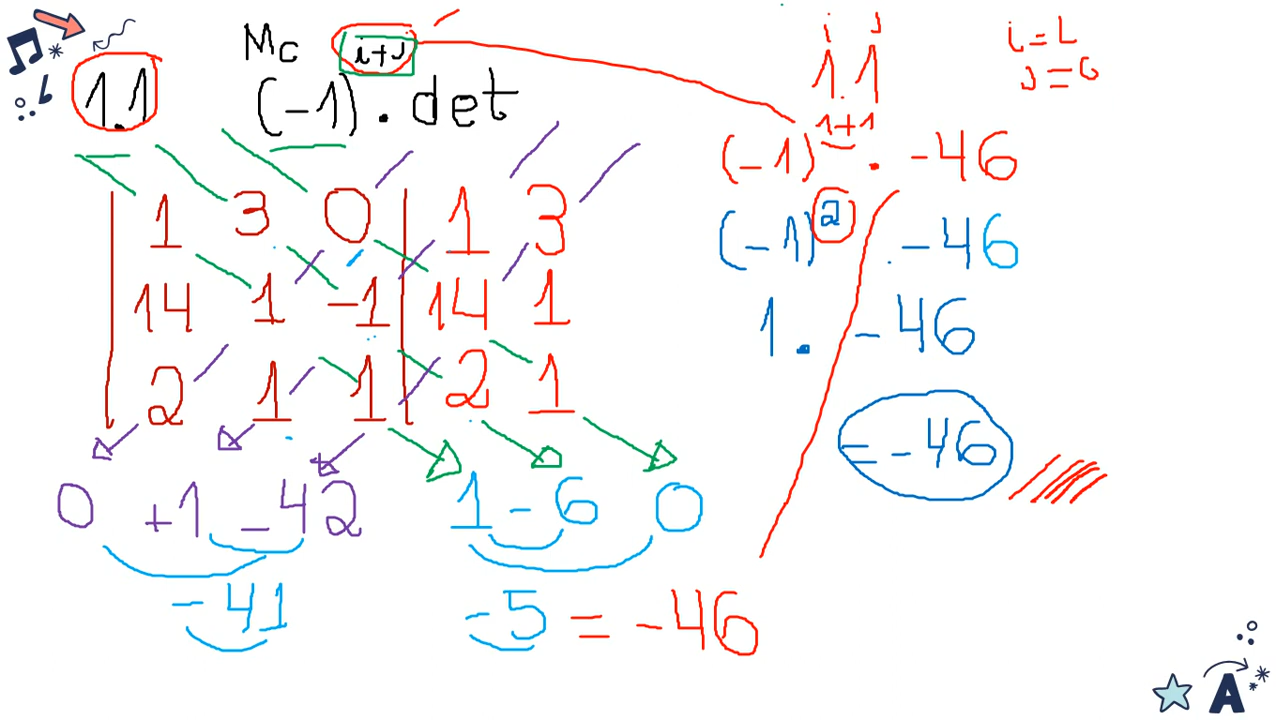 Mc i+J
1.1 (-1) . det
1 3 0 1 3
14 1 -1 14 1
2 1 1 2 1
0 +1 -42 1 -6 0
-41 -5 = -46
i J
1.1
1+1
(-1) . -46
(-1)² . -46
1 . -46
= -46
i = L
J = C
A